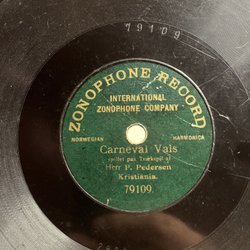 79109
ZONOPHONE RECORD
INTERNATIONAL
ZONOPHONE COMPANY
NORWEGIAN HARMONICA
Carneval Vals
spillet paa Trækspil af
Herr P. Pedersen
Kristiania.
79109